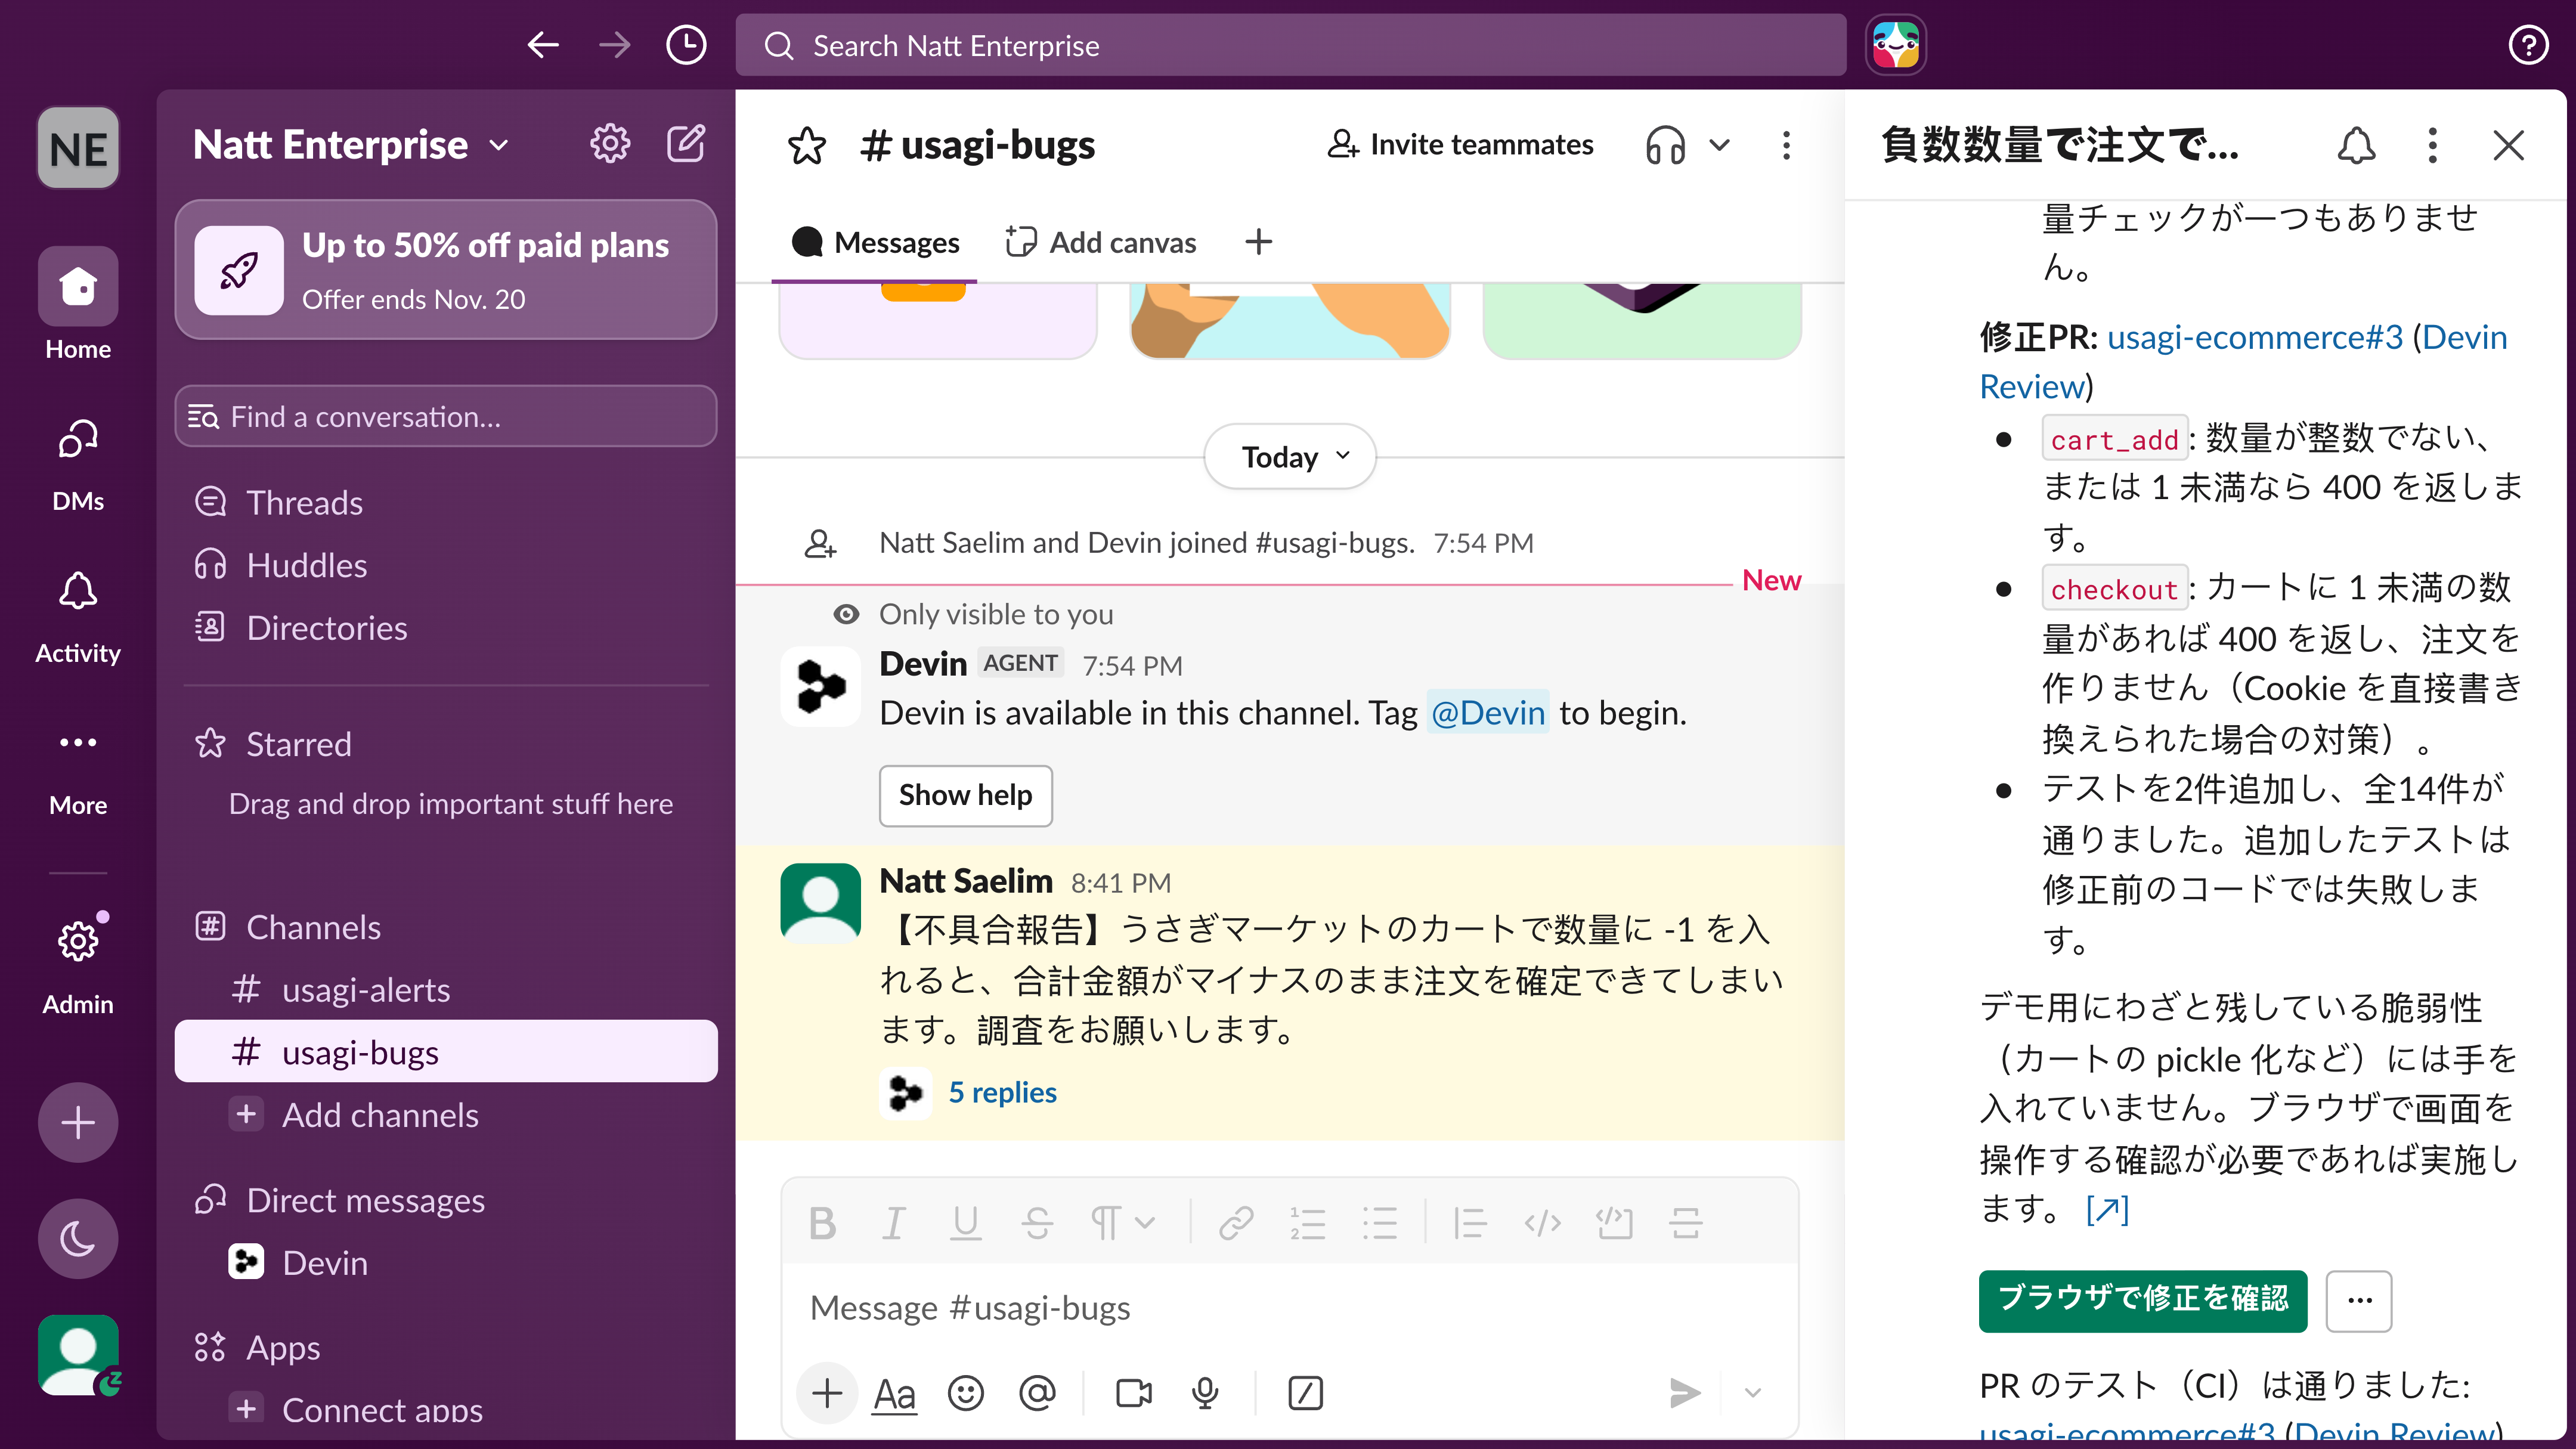 Search Natt Enterprise
NE
Home
DMs
Activity
More
Admin
Natt Enterprise
Up to 50% off paid plans
Offer ends Nov. 20
Find a conversation...
Threads
Huddles
Directories
Starred
Drag and drop important stuff here
Channels
# usagi-alerts
# usagi-bugs
Add channels
Direct messages
Devin
Apps
Connect apps
# usagi-bugs
Invite teammates
Messages
Add canvas
Today
Natt Saelim and Devin joined #usagi-bugs. 7:54 PM
New
Only visible to you
Devin AGENT 7:54 PM
Devin is available in this channel. Tag @Devin to begin.
Show help
Natt Saelim 8:41 PM
【不具合報告】うさぎマーケットのカートで数量に -1 を入
れると、合計金額がマイナスのまま注文を確定できてしまい
ます。調査をお願いします。
5 replies
Message #usagi-bugs
Aa
負数数量で注文で...
量チェックが一つもありませ
ん。
修正PR: usagi-ecommerce#3 (Devin
Review)
cart_add: 数量が整数でない、
または 1 未満なら 400 を返しま
す。
checkout: カートに 1 未満の数
量があれば 400 を返し、注文を
作りません（Cookie を直接書き
換えられた場合の対策）。
テストを2件追加し、全14件が
通りました。追加したテストは
修正前のコードでは失敗しま
す。
デモ用にわざと残している脆弱性
（カートの pickle 化など）には手を
入れていません。ブラウザで画面を
操作する確認が必要であれば実施し
ます。 [↗]
ブラウザで修正を確認
PR のテスト（CI）は通りました:
usagi-ecommerce#3 (Devin Review)